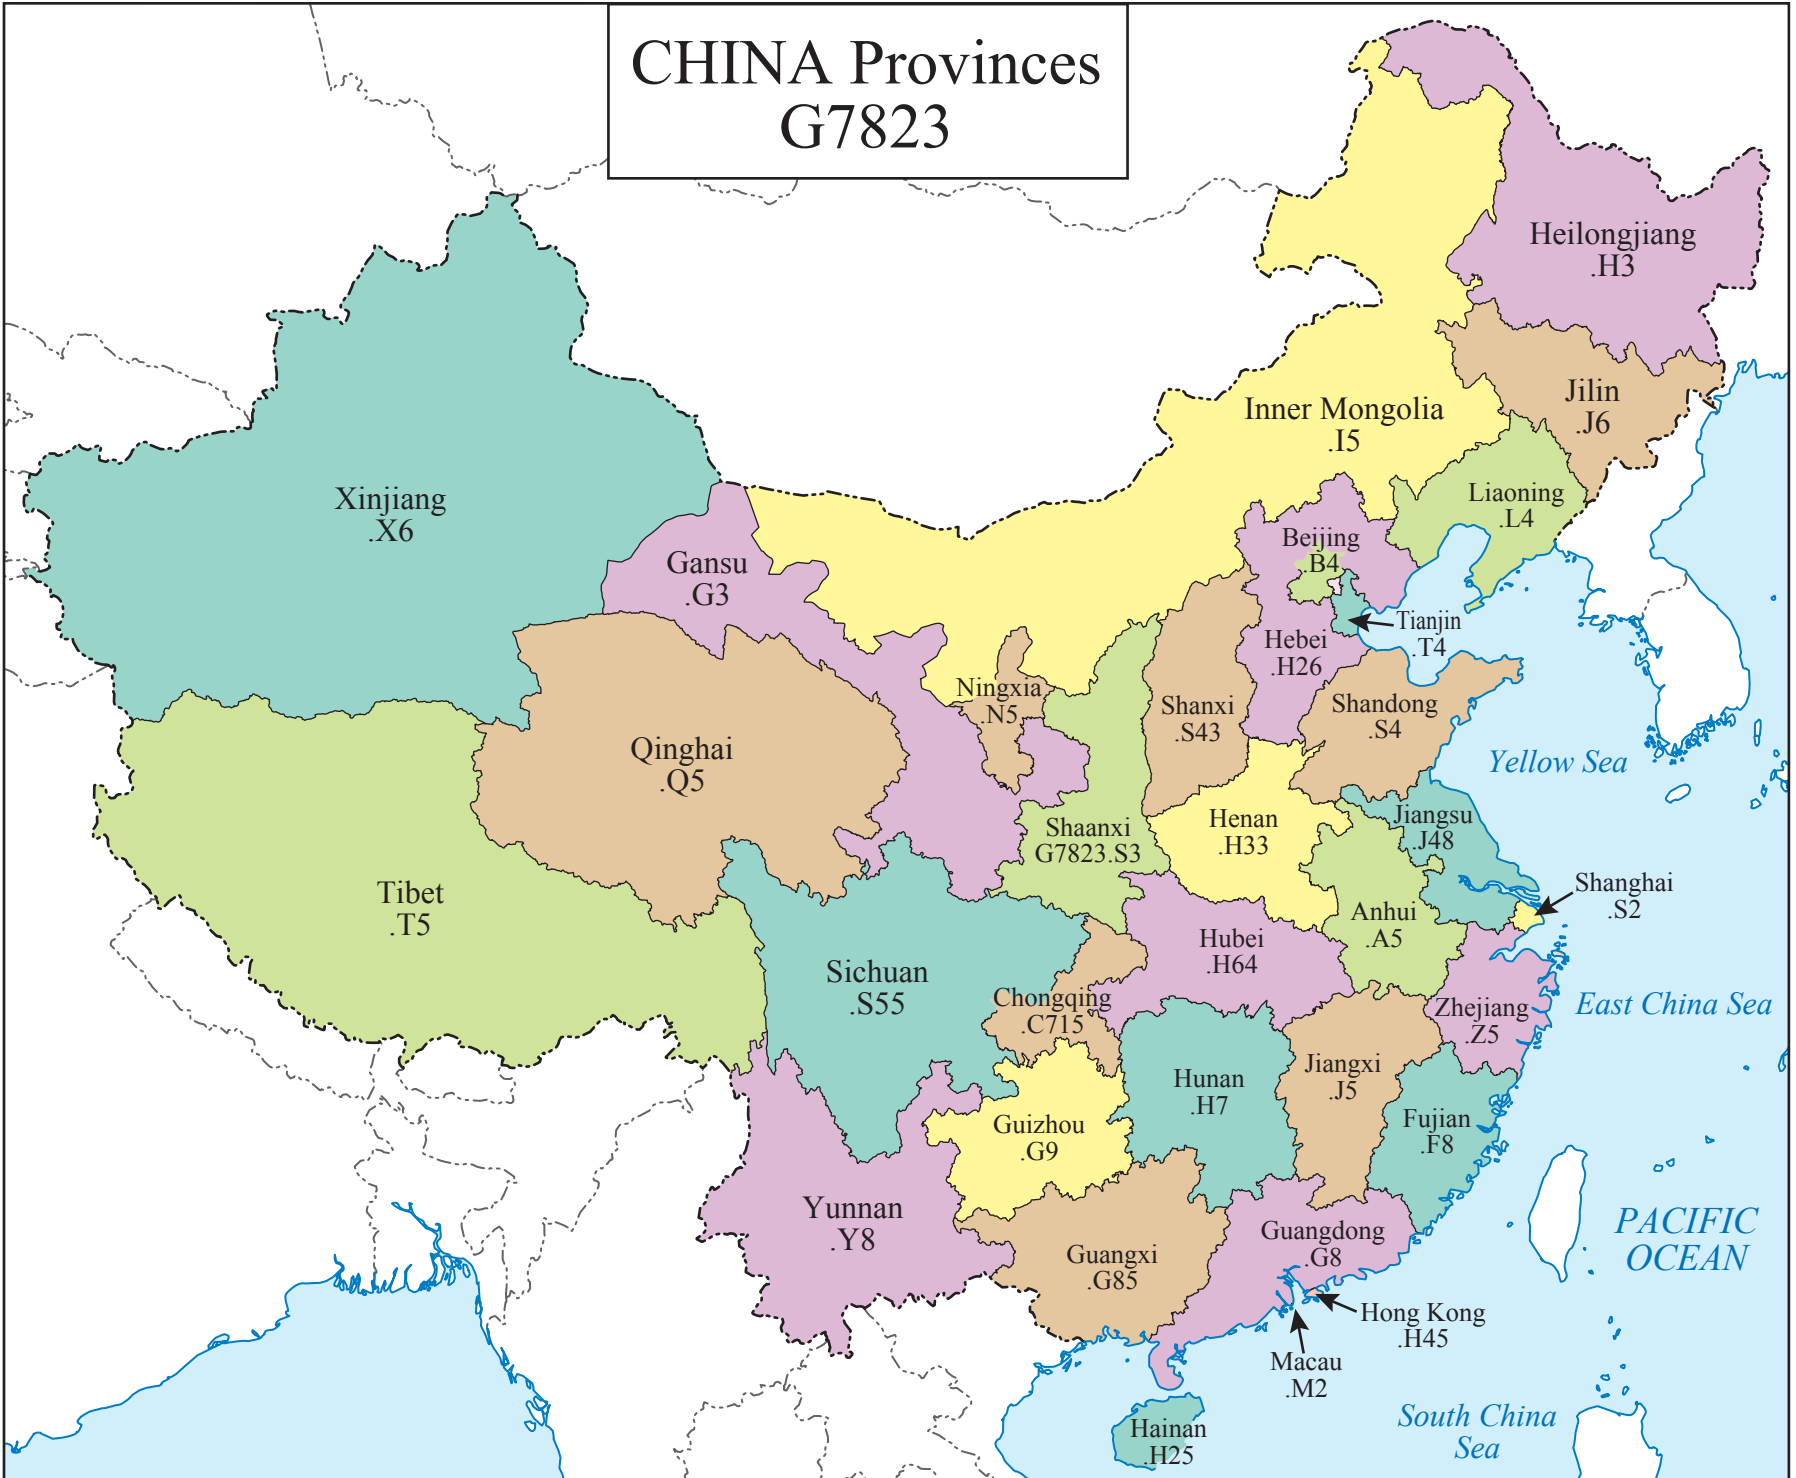 CHINA Provinces
G7823
Heilongjiang
.H3
Jilin
.J6
Inner Mongolia
.I5
Liaoning
.L4
Xinjiang
.X6
Gansu
.G3
Beijing
.B4
Tianjin
.T4
Hebei
.H26
Ningxia
.N5
Shanxi
.S43
Shandong
.S4
Qinghai
.Q5
Yellow Sea
Shaanxi
G7823.S3
Henan
.H33
Jiangsu
.J48
Tibet
.T5
Shanghai
.S2
Anhui
.A5
Hubei
.H64
Sichuan
.S55
Chongqing
.C715
Zhejiang
.Z5
East China Sea
Jiangxi
.J5
Hunan
.H7
Guizhou
.G9
Fujian
.F8
Yunnan
.Y8
Guangxi
.G85
Guangdong
.G8
PACIFIC
OCEAN
Hong Kong
.H45
Macau
.M2
Hainan
.H25
South China
Sea